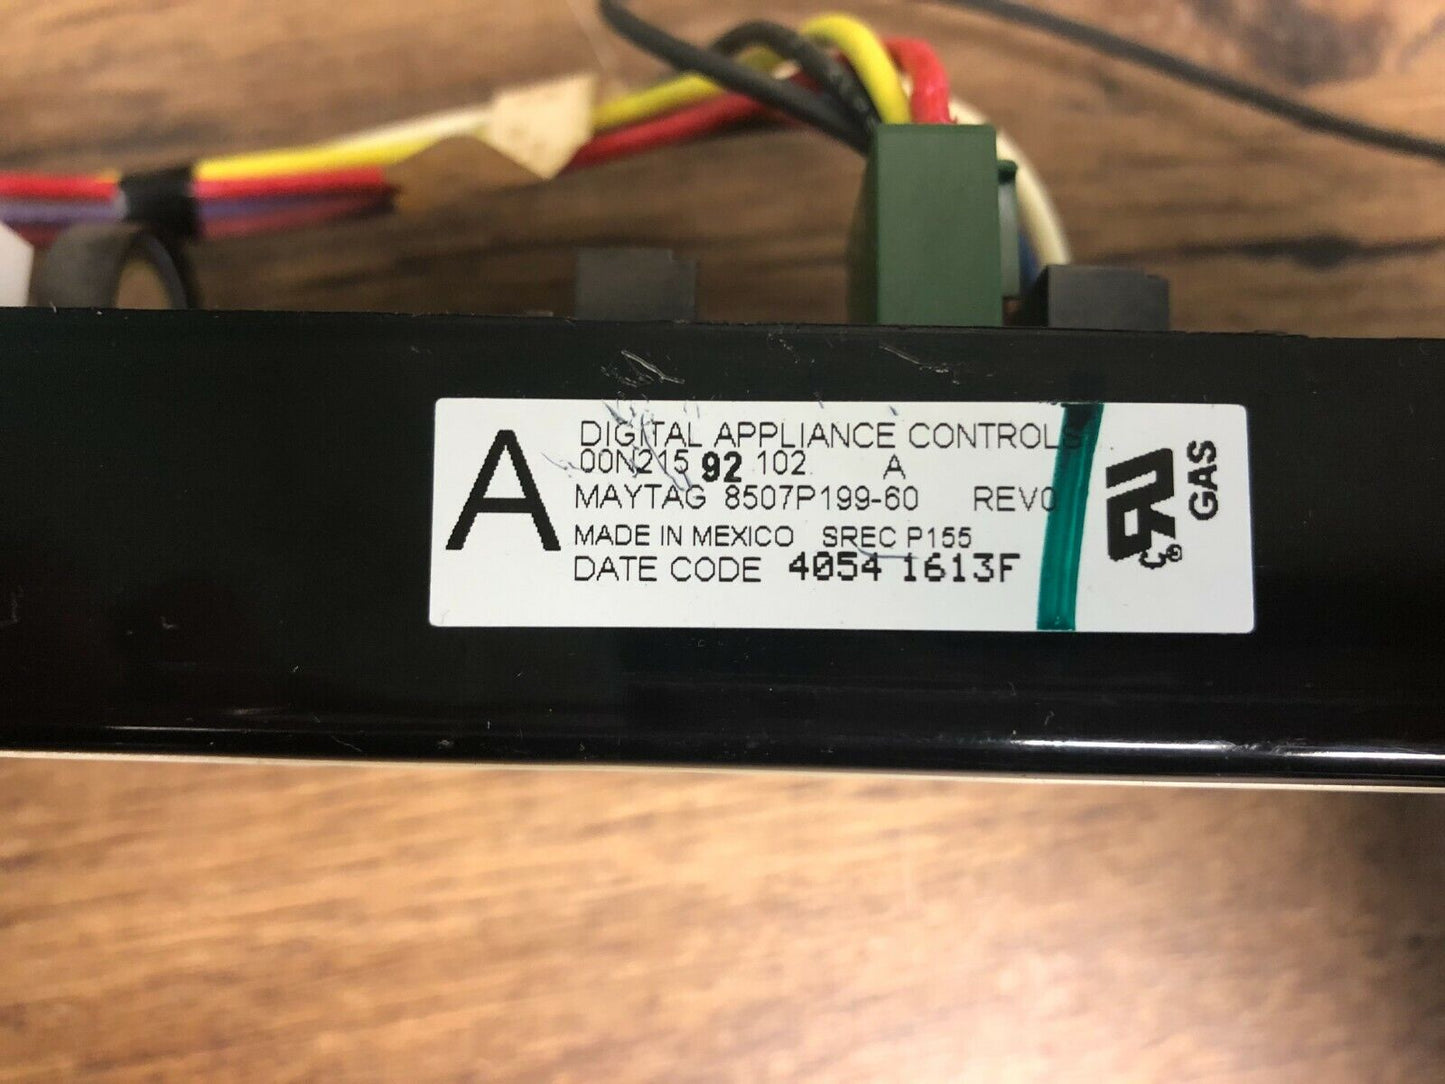 A
DIGITAL APPLIANCE CONTROLS
00N215 92 102 A
MAYTAG 8507P199-60 REV0
MADE IN MEXICO SREC P155
DATE CODE 4054 1613F
c RU ®
GAS